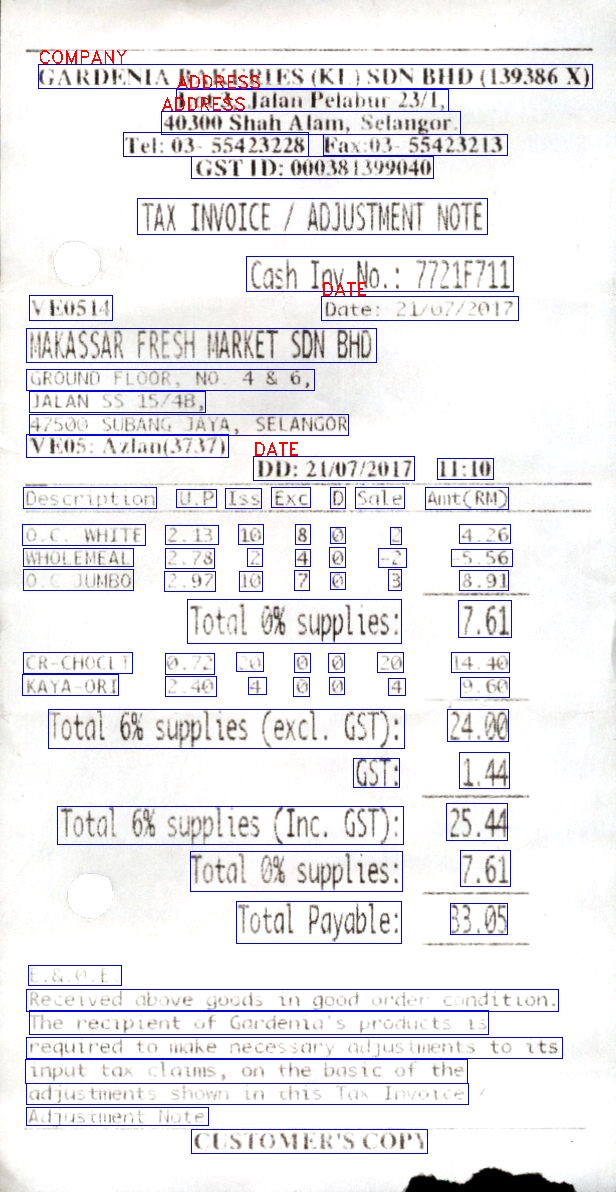 COMPANY
GARDENIA BAKERIES (KL) SDN BHD (139386 X)
ADDRESS
Lot 3, Jalan Pelabur 23/1,
ADDRESS
40300 Shah Alam, Selangor.
Tel: 03- 55423228 Fax:03- 55423213
GST ID: 000381399040
TAX INVOICE / ADJUSTMENT NOTE
Cash Inv No.: 7721F711
DATE
VE0514 Date: 21/07/2017
MAKASSAR FRESH MARKET SDN BHD
GROUND FLOOR, NO. 4 & 6,
JALAN SS 15/4B,
47500 SUBANG JAYA, SELANGOR
VE05: Azlan(3737)
DATE
DD: 21/07/2017 11:10
Description U.P Iss Exc D Sale Amt(RM)
O.C. WHITE 2.13 10 8 0 2 4.26
WHOLEMEAL 2.78 2 4 0 -2 -5.56
O.C JUMBO 2.97 10 7 0 3 8.91
Total 0% supplies: 7.61
CR-CHOCLT 0.72 20 0 0 20 14.40
KAYA-ORI 2.40 4 0 0 4 9.60
Total 6% supplies (excl. GST): 24.00
GST: 1.44
Total 6% supplies (Inc. GST): 25.44
Total 0% supplies: 7.61
Total Payable: 33.05
E.&.O.E.
Received above goods in good order condition.
The recipient of Gardenia's products is
required to make necessary adjustments to its
input tax claims, on the basic of the
adjustments shown in this Tax Invoice /
Adjustment Note
CUSTOMER'S COPY